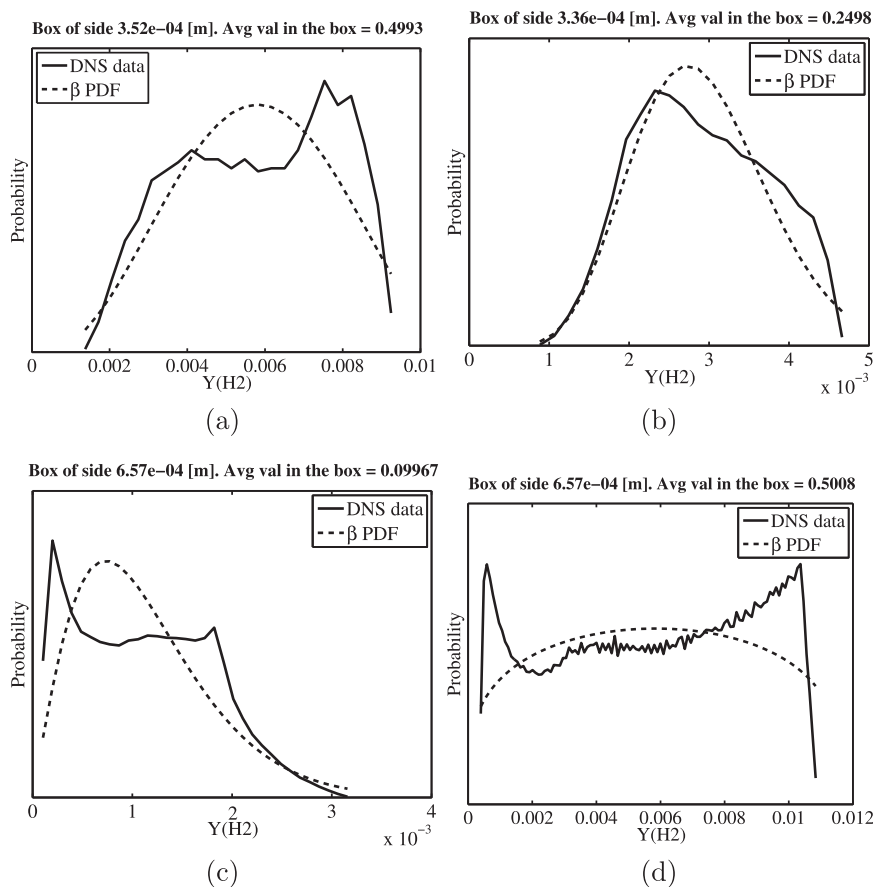 Box of side 3.52e−04 [m]. Avg val in the box = 0.4993
DNS data
β PDF
Probability
0
0.002
0.004
0.006
0.008
0.01
Y(H2)
(a)
Box of side 3.36e−04 [m]. Avg val in the box = 0.2498
DNS data
β PDF
Probability
0
1
2
3
4
5
Y(H2)
x 10⁻³
(b)
Box of side 6.57e−04 [m]. Avg val in the box = 0.09967
DNS data
β PDF
Probability
0
1
2
3
4
Y(H2)
x 10⁻³
(c)
Box of side 6.57e−04 [m]. Avg val in the box = 0.5008
DNS data
β PDF
Probability
0
0.002
0.004
0.006
0.008
0.01
0.012
Y(H2)
(d)